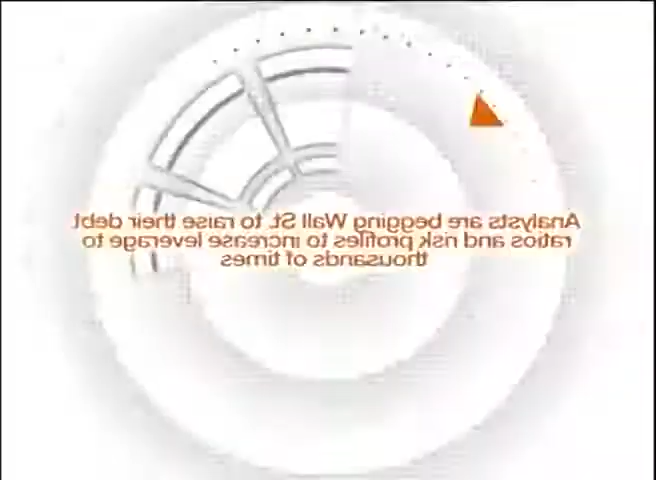 Analysts are begging Wall St. to raise their debt
ratios and risk profiles to increase leverage to
thousands of times